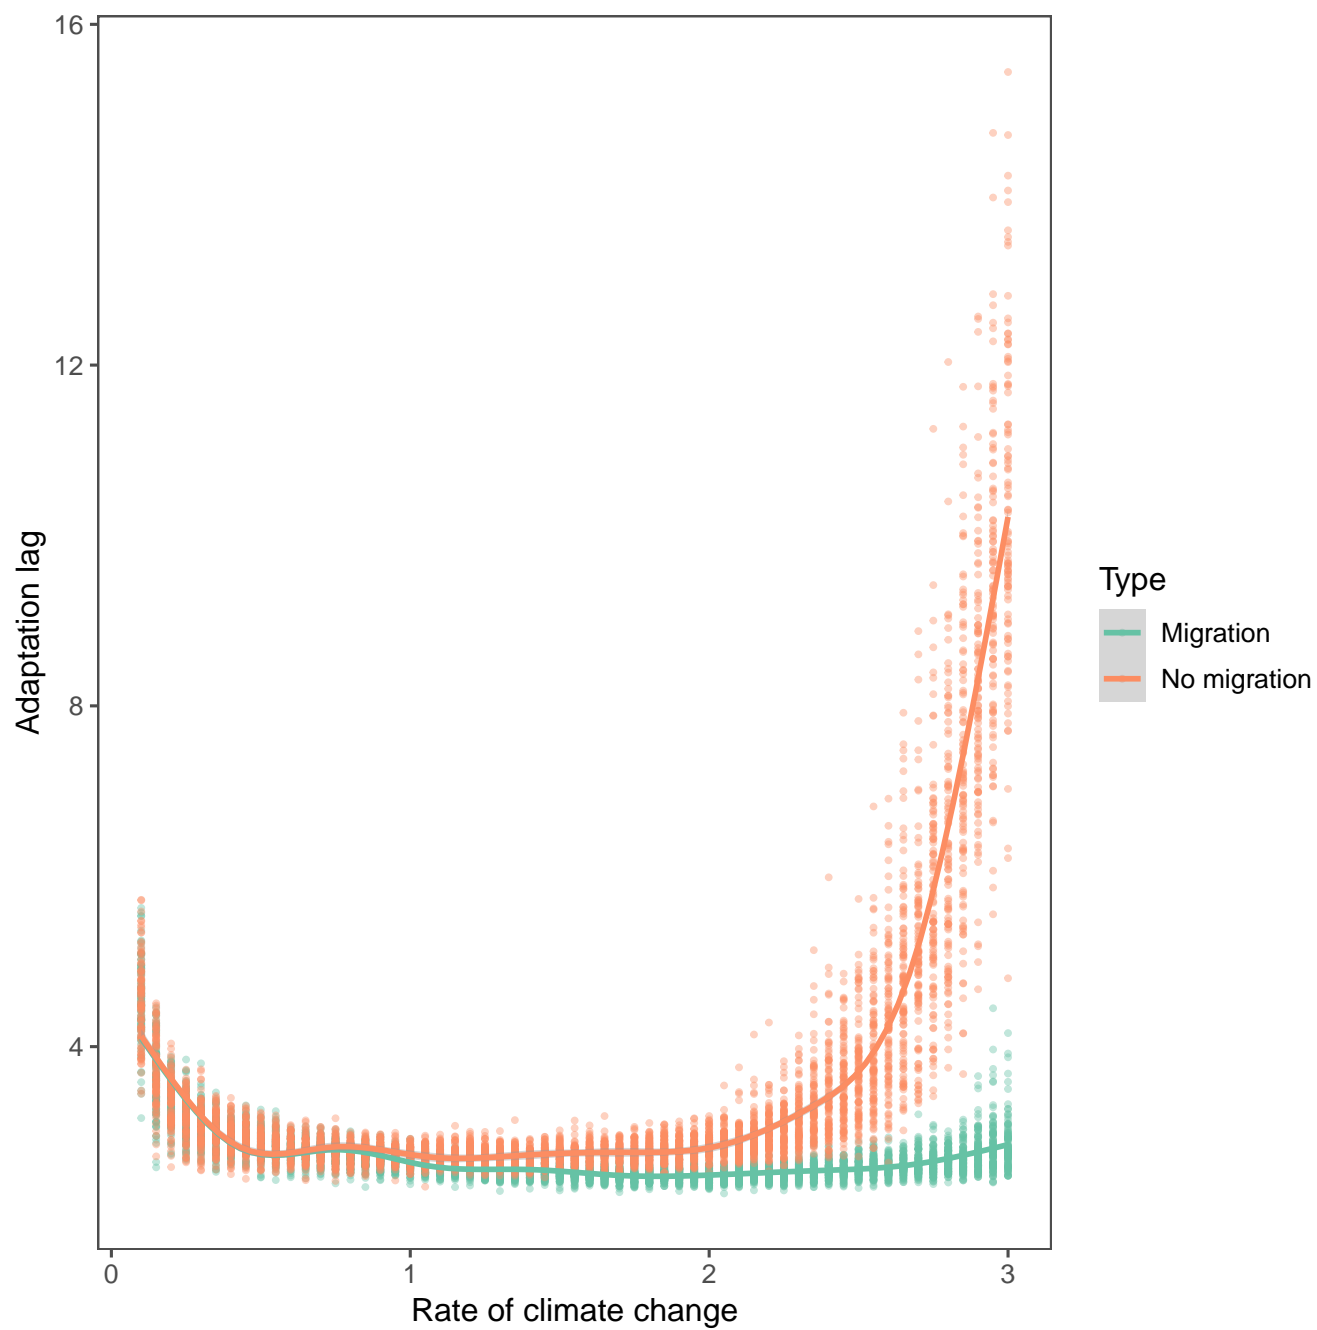 16
12
8
4
Adaptation lag
0 1 2 3
Rate of climate change
Type
Migration
No migration